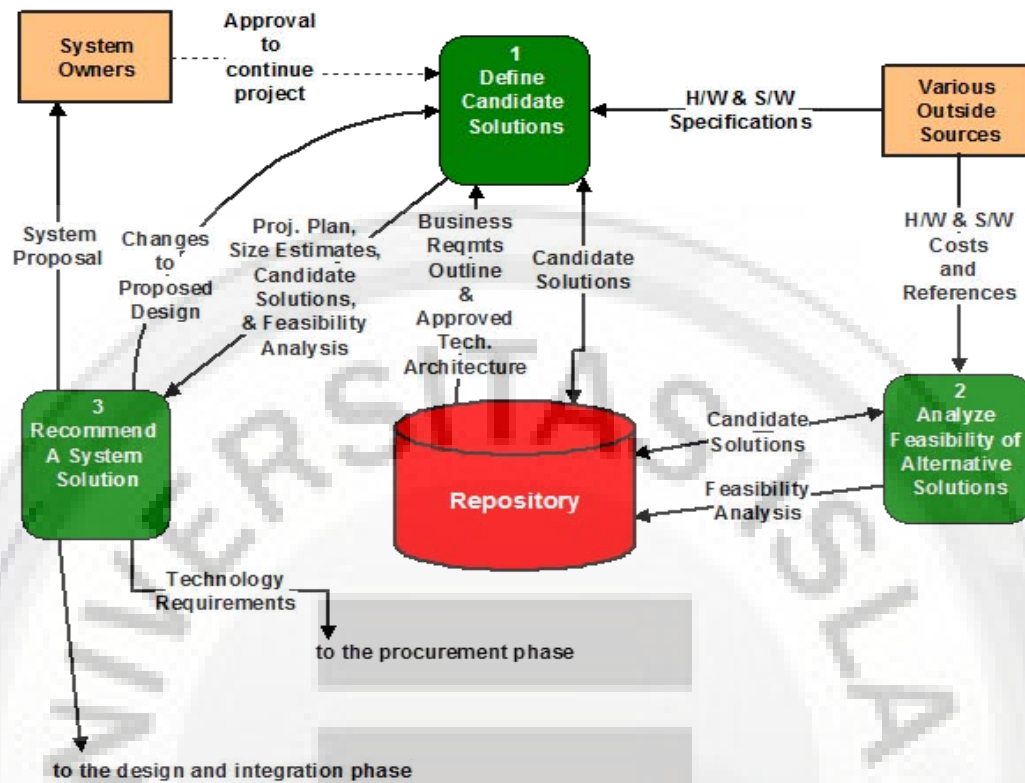 System
Owners
Approval
to
continue
project
1
Define
Candidate
Solutions
H/W & S/W
Specifications
Various
Outside
Sources
System
Proposal
Changes
to
Proposed
Design
Proj. Plan,
Size Estimates,
Candidate
Solutions,
& Feasibility
Analysis
Business
Reqmts
Outline
&
Approved
Tech.
Architecture
Candidate
Solutions
H/W & S/W
Costs
and
References
3
Recommend
A System
Solution
Repository
Candidate
Solutions
Feasibility
Analysis
2
Analyze
Feasibility of
Alternative
Solutions
Technology
Requirements
to the procurement phase
to the design and integration phase
NIVERSITAS ISLA